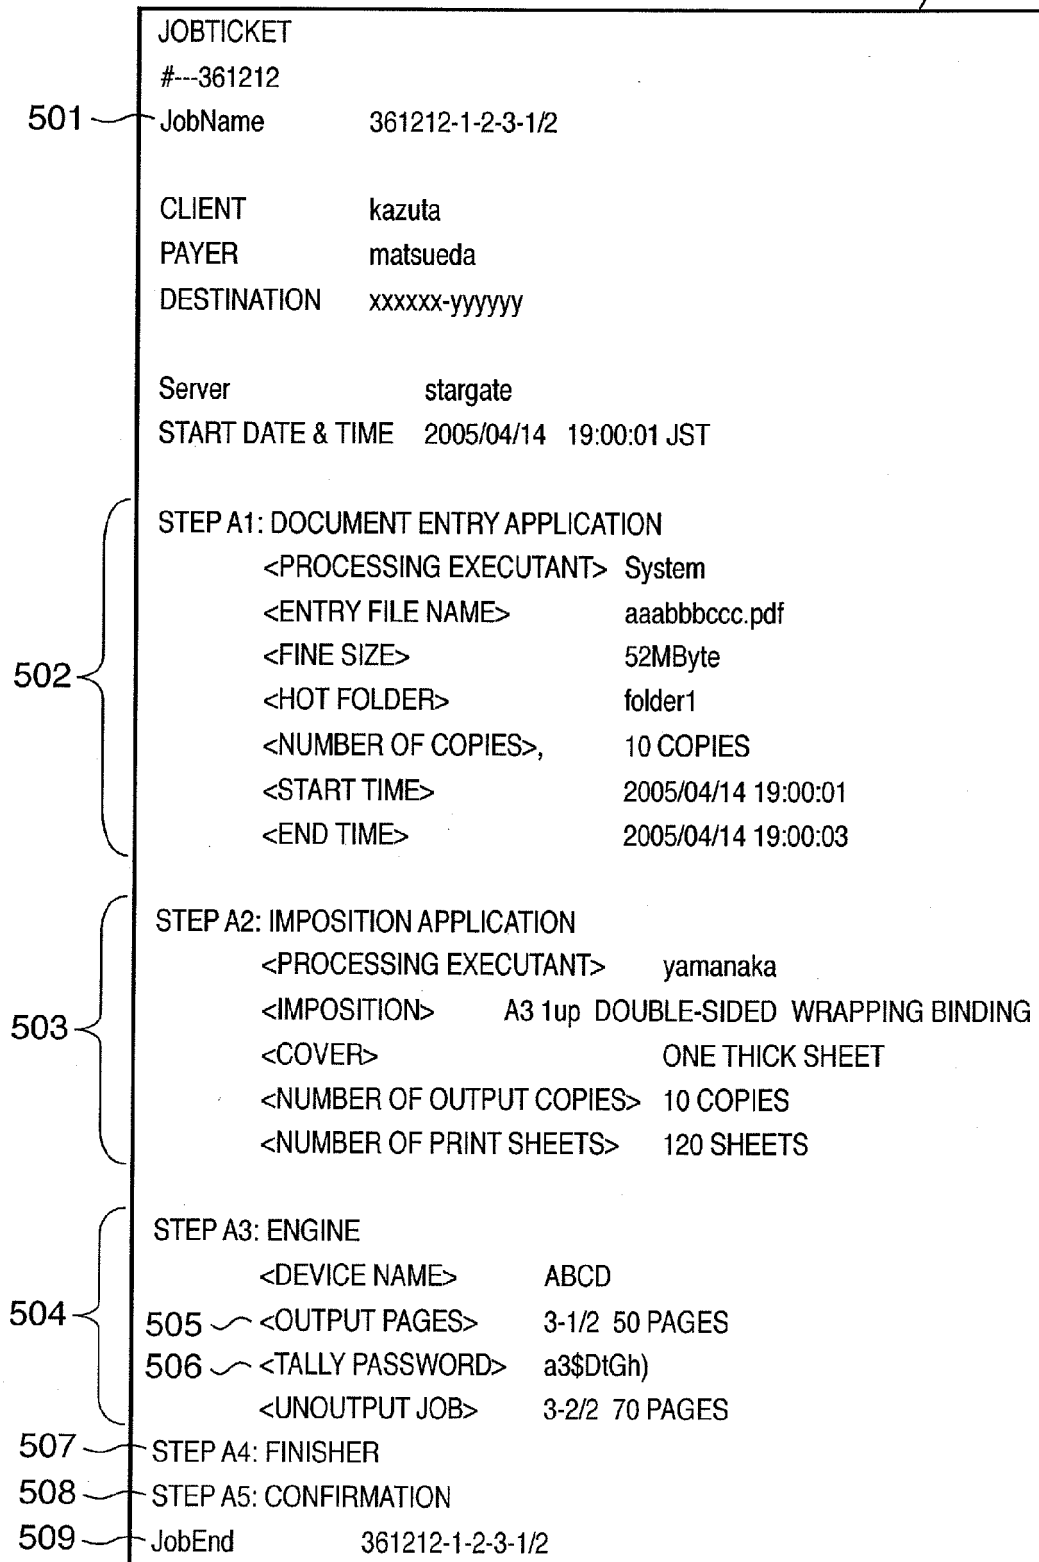 JOBTICKET
#---361212
501 JobName 361212-1-2-3-1/2
CLIENT kazuta
PAYER matsueda
DESTINATION xxxxxx-yyyyyy
Server stargate
START DATE & TIME 2005/04/14 19:00:01 JST
STEP A1: DOCUMENT ENTRY APPLICATION
<PROCESSING EXECUTANT> System
<ENTRY FILE NAME> aaabbbccc.pdf
502 <FINE SIZE> 52MByte
<HOT FOLDER> folder1
<NUMBER OF COPIES>, 10 COPIES
<START TIME> 2005/04/14 19:00:01
<END TIME> 2005/04/14 19:00:03
STEP A2: IMPOSITION APPLICATION
<PROCESSING EXECUTANT> yamanaka
503 <IMPOSITION> A3 1up DOUBLE-SIDED WRAPPING BINDING
<COVER> ONE THICK SHEET
<NUMBER OF OUTPUT COPIES> 10 COPIES
<NUMBER OF PRINT SHEETS> 120 SHEETS
STEP A3: ENGINE
<DEVICE NAME> ABCD
504 505 <OUTPUT PAGES> 3-1/2 50 PAGES
506 <TALLY PASSWORD> a3$DtGh)
<UNOUTPUT JOB> 3-2/2 70 PAGES
507 STEP A4: FINISHER
508 STEP A5: CONFIRMATION
509 JobEnd 361212-1-2-3-1/2